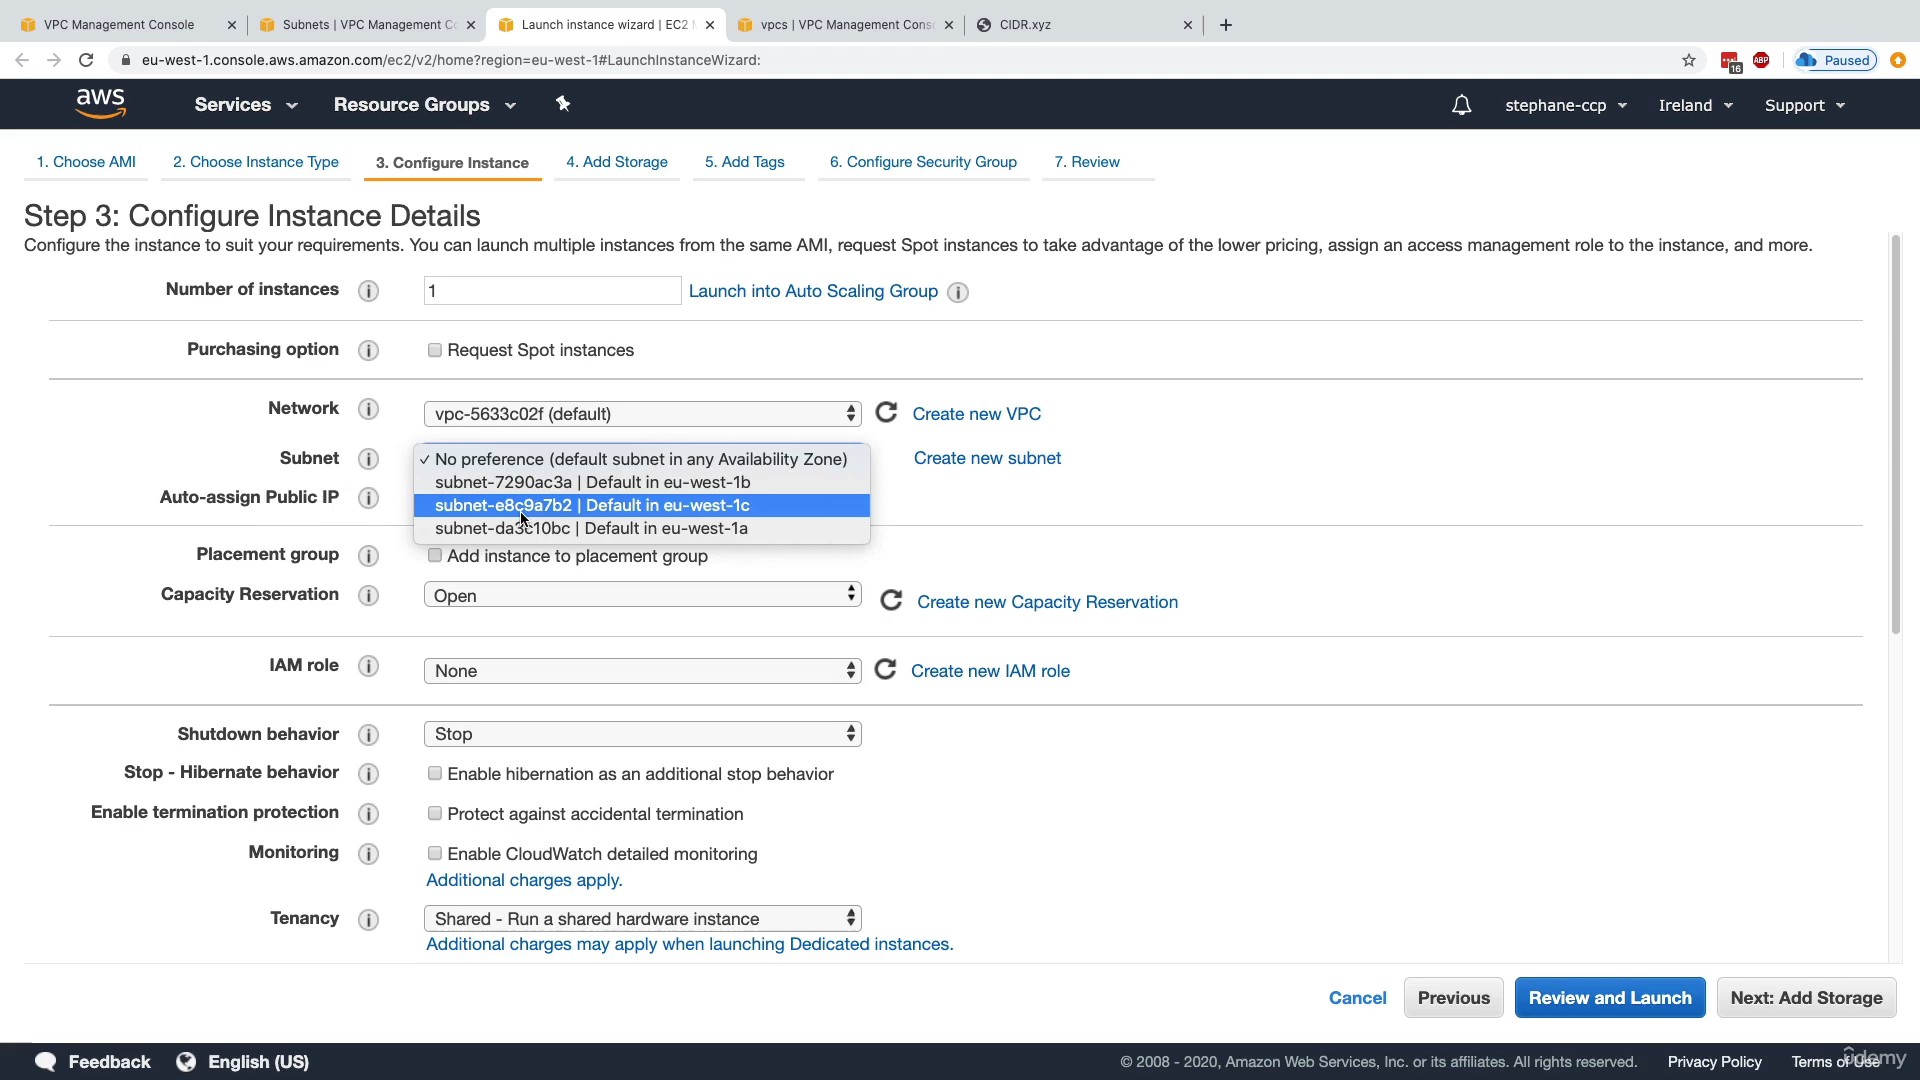 VPC Management Console
Subnets | VPC Management Co
Launch instance wizard | EC2 M
vpcs | VPC Management Conso
CIDR.xyz
eu-west-1.console.aws.amazon.com/ec2/v2/home?region=eu-west-1#LaunchInstanceWizard:
16
ABP
Paused
aws
Services
Resource Groups
stephane-ccp
Ireland
Support
1. Choose AMI
2. Choose Instance Type
3. Configure Instance
4. Add Storage
5. Add Tags
6. Configure Security Group
7. Review
Step 3: Configure Instance Details
Configure the instance to suit your requirements. You can launch multiple instances from the same AMI, request Spot instances to take advantage of the lower pricing, assign an access management role to the instance, and more.
Number of instances
1
Launch into Auto Scaling Group
Purchasing option
Request Spot instances
Network
vpc-5633c02f (default)
Create new VPC
Subnet
No preference (default subnet in any Availability Zone)
Create new subnet
subnet-7290ac3a | Default in eu-west-1b
Auto-assign Public IP
subnet-e8c9a7b2 | Default in eu-west-1c
subnet-da3c10bc | Default in eu-west-1a
Placement group
Add instance to placement group
Capacity Reservation
Open
Create new Capacity Reservation
IAM role
None
Create new IAM role
Shutdown behavior
Stop
Stop - Hibernate behavior
Enable hibernation as an additional stop behavior
Enable termination protection
Protect against accidental termination
Monitoring
Enable CloudWatch detailed monitoring
Additional charges apply.
Tenancy
Shared - Run a shared hardware instance
Additional charges may apply when launching Dedicated instances.
Cancel
Previous
Review and Launch
Next: Add Storage
Feedback
English (US)
© 2008 - 2020, Amazon Web Services, Inc. or its affiliates. All rights reserved.
Privacy Policy
Terms of Use
ûdemy